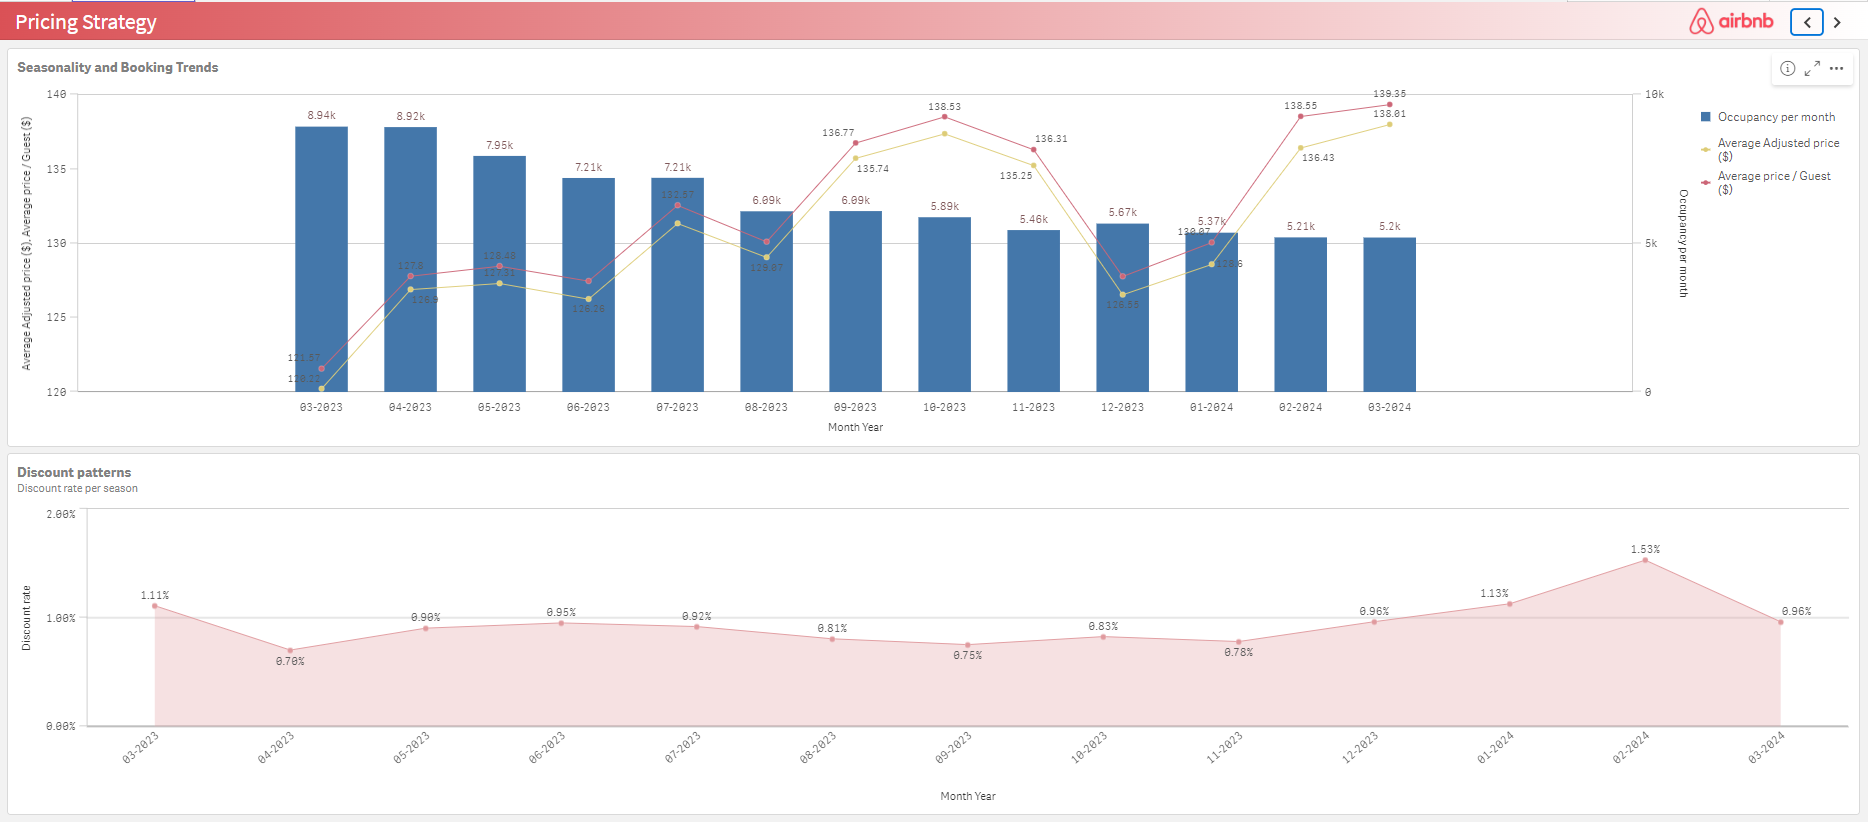 Pricing Strategy
airbnb
Seasonality and Booking Trends
140
135
130
125
120
Average Adjusted price ($), Average price / Guest ($)
8.94k
8.92k
7.95k
7.21k
7.21k
6.09k
6.09k
5.89k
5.46k
5.67k
5.37k
5.21k
5.2k
121.57
127.8
128.46
132.57
136.77
138.53
136.31
130.07
138.55
139.35
126.9
127.31
126.26
129.07
135.74
135.25
126.55
128.6
136.43
138.01
10k
5k
0
Occupancy per month
03-2023
04-2023
05-2023
06-2023
07-2023
08-2023
09-2023
10-2023
11-2023
12-2023
01-2024
02-2024
03-2024
Month Year
Occupancy per month
Average Adjusted price
($)
Average price / Guest
($)
Discount patterns
Discount rate per season
2.00%
1.00%
0.00%
Discount rate
1.11%
0.70%
0.90%
0.95%
0.92%
0.81%
0.75%
0.83%
0.78%
0.96%
1.13%
1.53%
0.96%
03-2023
04-2023
05-2023
06-2023
07-2023
08-2023
09-2023
10-2023
11-2023
12-2023
01-2024
02-2024
03-2024
Month Year